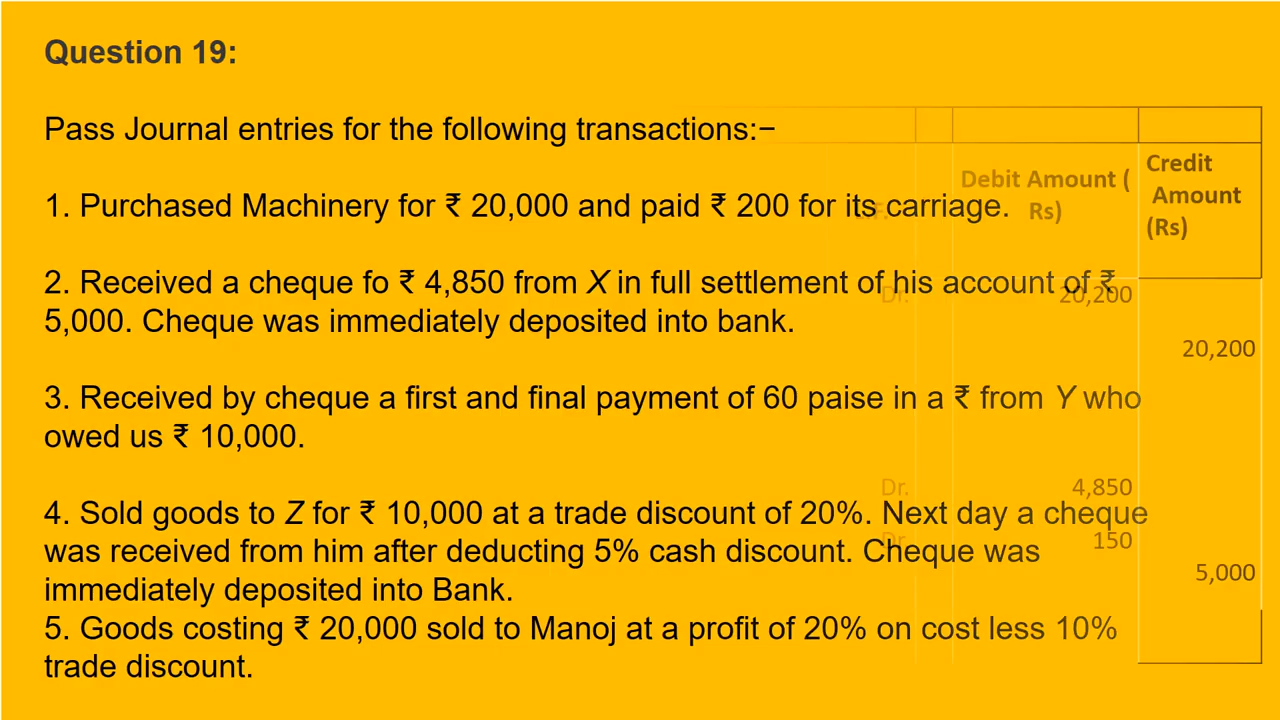 Question 19:
Pass Journal entries for the following transactions:−
1. Purchased Machinery for ₹ 20,000 and paid ₹ 200 for its carriage.
2. Received a cheque fo ₹ 4,850 from X in full settlement of his account of ₹
5,000. Cheque was immediately deposited into bank.
3. Received by cheque a first and final payment of 60 paise in a ₹ from Y who
owed us ₹ 10,000.
4. Sold goods to Z for ₹ 10,000 at a trade discount of 20%. Next day a cheque
was received from him after deducting 5% cash discount. Cheque was
immediately deposited into Bank.
5. Goods costing ₹ 20,000 sold to Manoj at a profit of 20% on cost less 10%
trade discount.
Debit Amount (
Rs)
Credit
Amount
(Rs)
Dr. 20,200
20,200
Dr. 4,850
Dr. 150
5,000